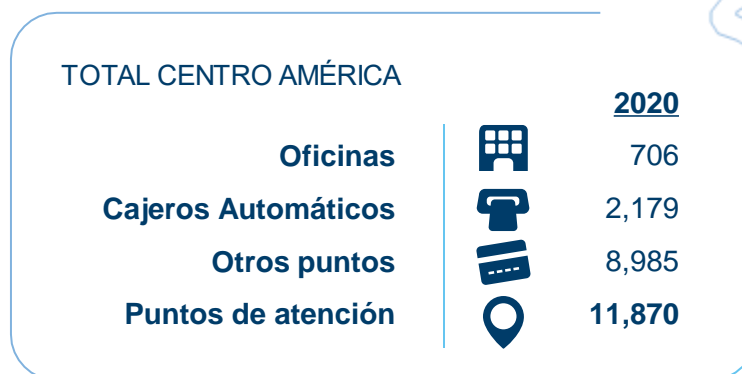 TOTAL CENTRO AMÉRICA
2020
Oficinas 706
Cajeros Automáticos 2,179
Otros puntos 8,985
Puntos de atención 11,870